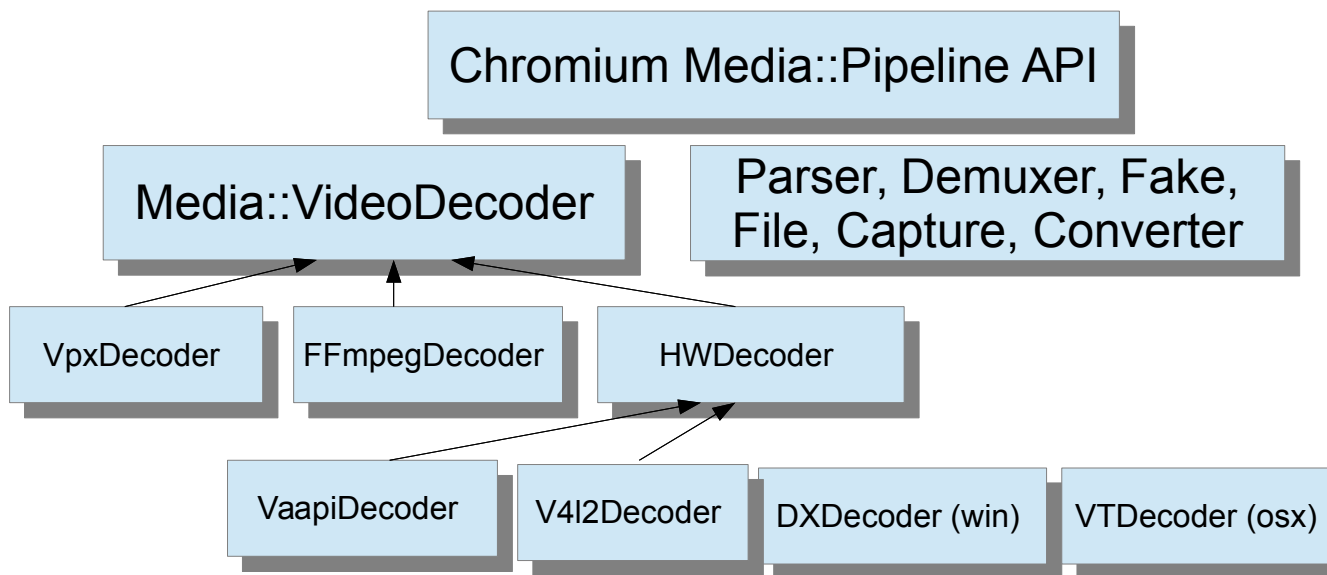 Chromium Media::Pipeline API
Media::VideoDecoder
Parser, Demuxer, Fake,
File, Capture, Converter
VpxDecoder
FFmpegDecoder
HWDecoder
VaapiDecoder
V4l2Decoder
DXDecoder (win)
VTDecoder (osx)